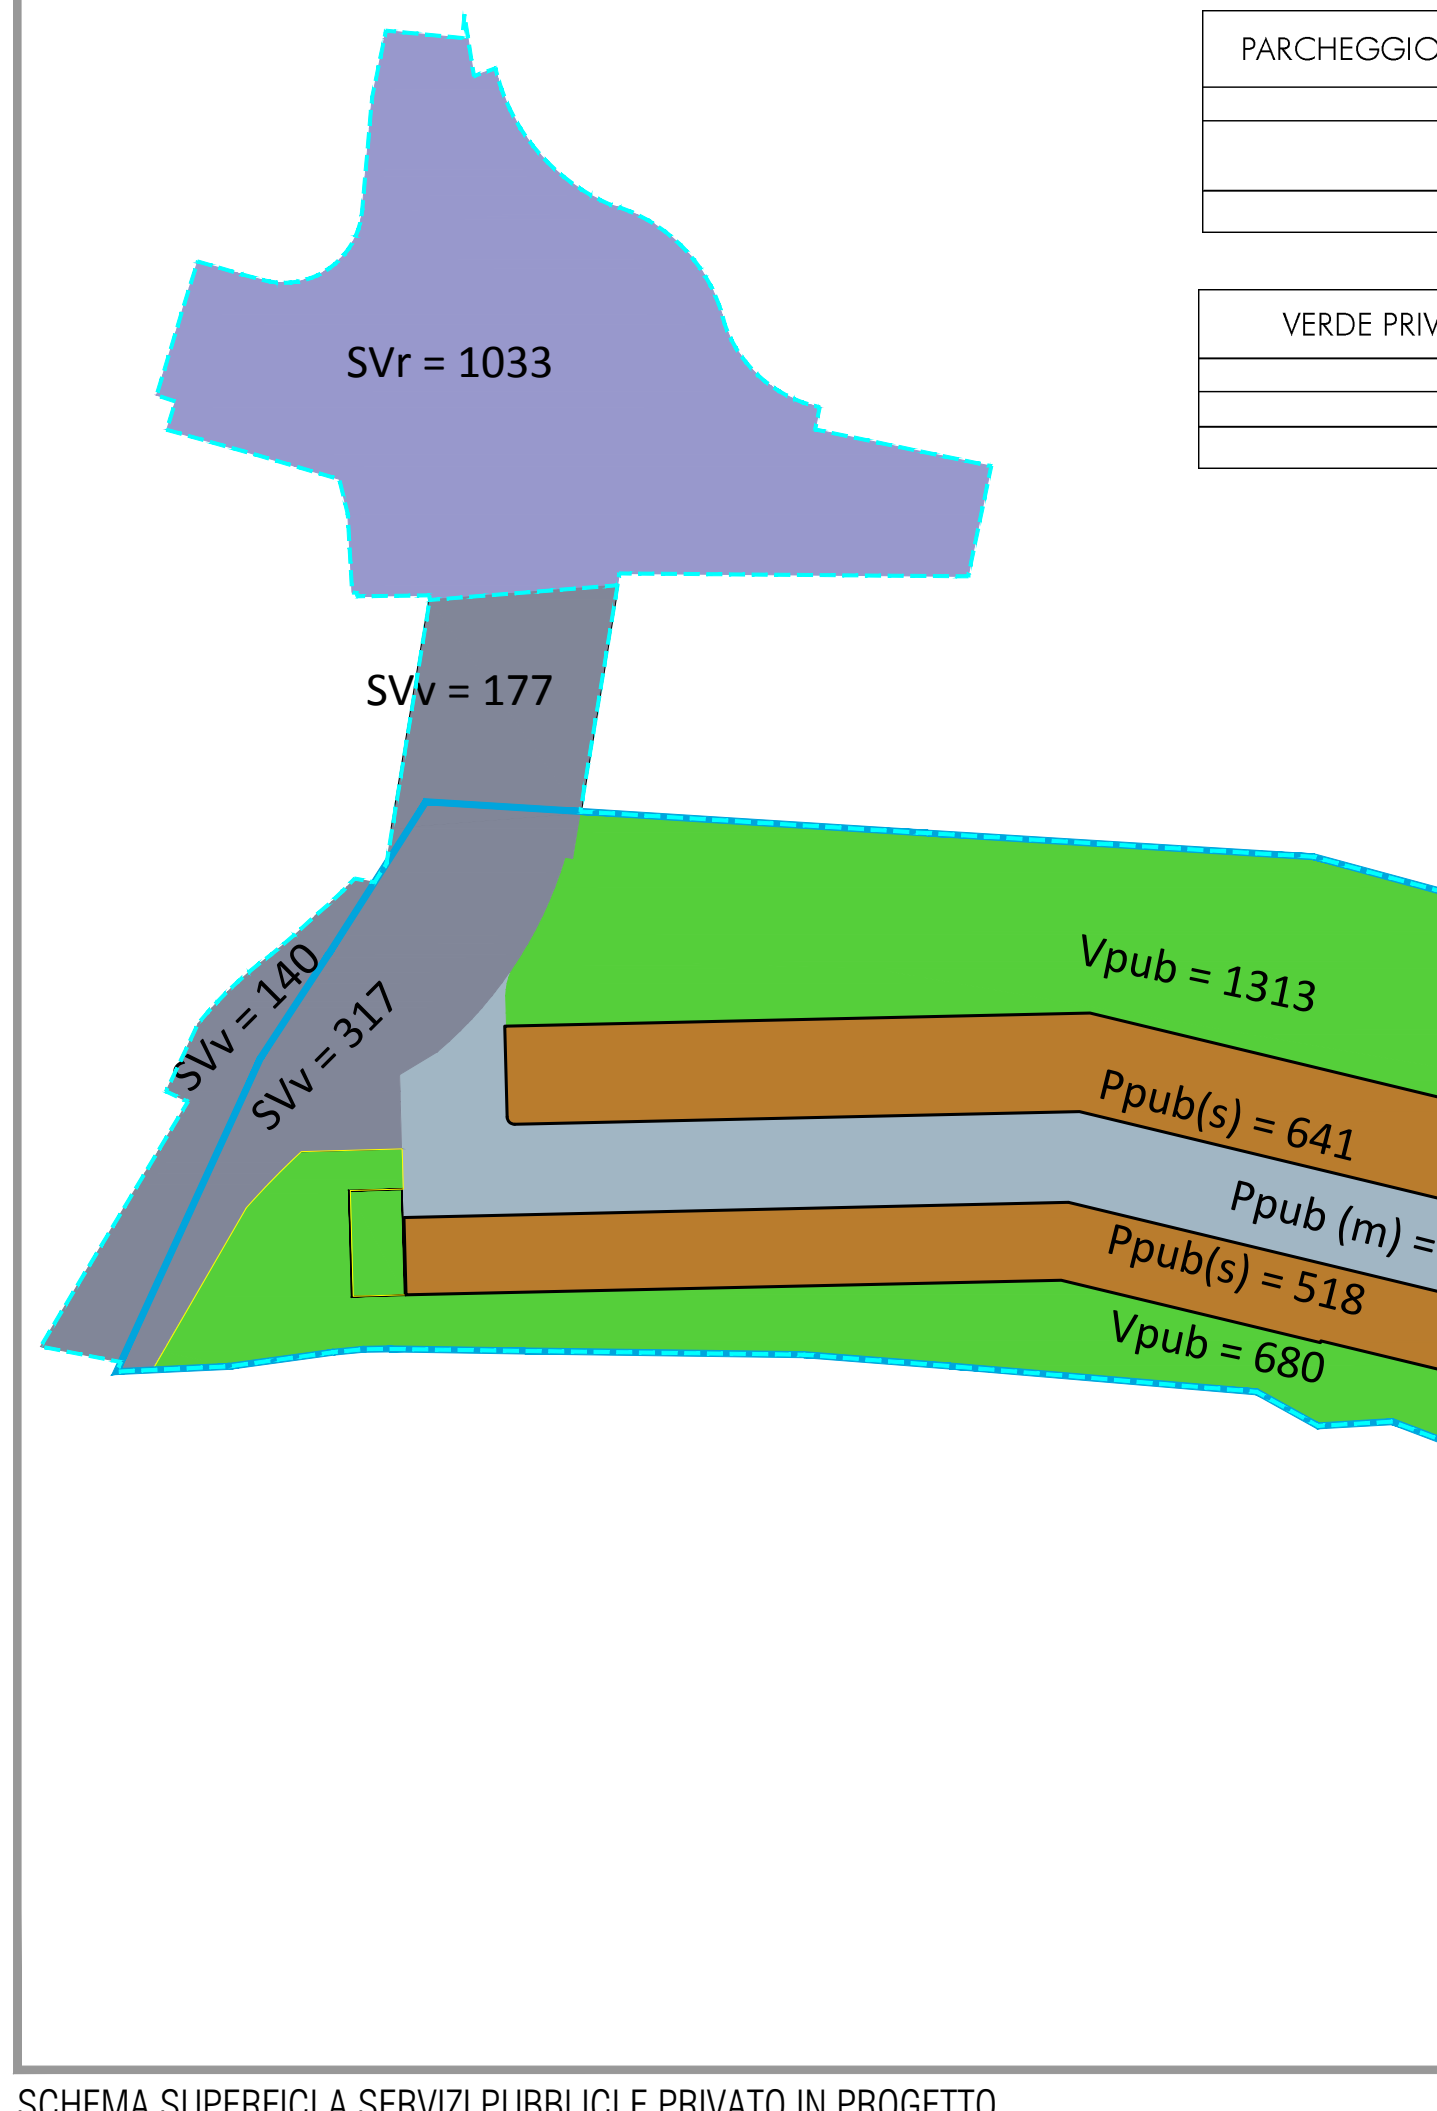 PARCHEGGIO
VERDE PRIV
SVr = 1033
SVv = 177
SVv = 140
SVv = 317
Vpub = 1313
Ppub(s) = 641
Ppub (m) =
Ppub(s) = 518
Vpub = 680
SCHEMA SUPERFICI A SERVIZI PUBBLICI E PRIVATO IN PROGETTO